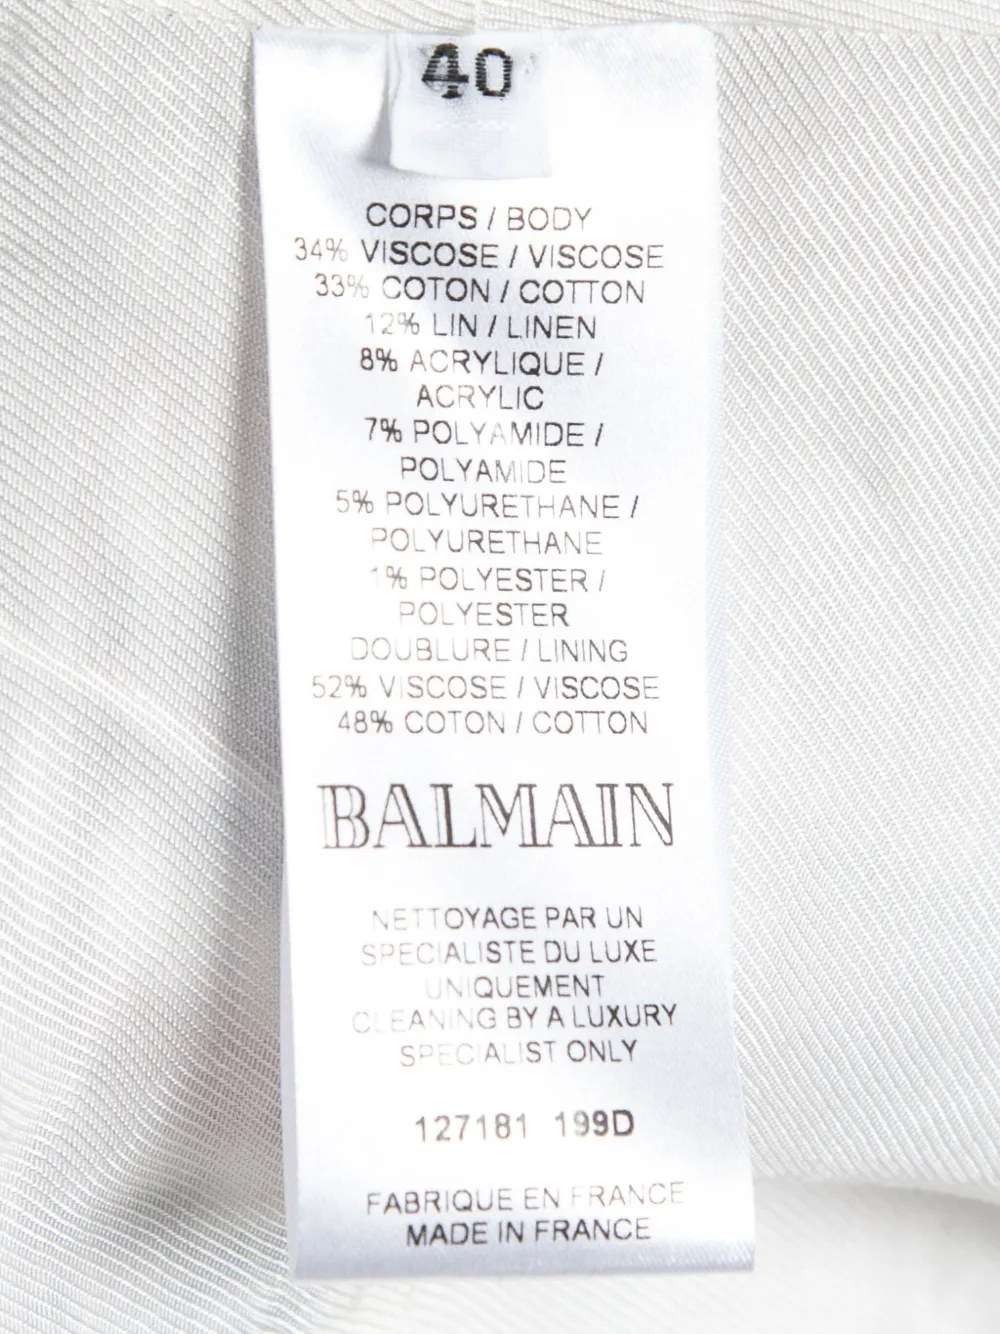 40
CORPS / BODY
34% VISCOSE / VISCOSE
33% COTON / COTTON
12% LIN / LINEN
8% ACRYLIQUE /
ACRYLIC
7% POLYAMIDE /
POLYAMIDE
5% POLYURETHANE /
POLYURETHANE
1% POLYESTER /
POLYESTER
DOUBLURE / LINING
52% VISCOSE / VISCOSE
48% COTON / COTTON
BALMAIN
NETTOYAGE PAR UN
SPECIALISTE DU LUXE
UNIQUEMENT
CLEANING BY A LUXURY
SPECIALIST ONLY
127181 199D
FABRIQUE EN FRANCE
MADE IN FRANCE